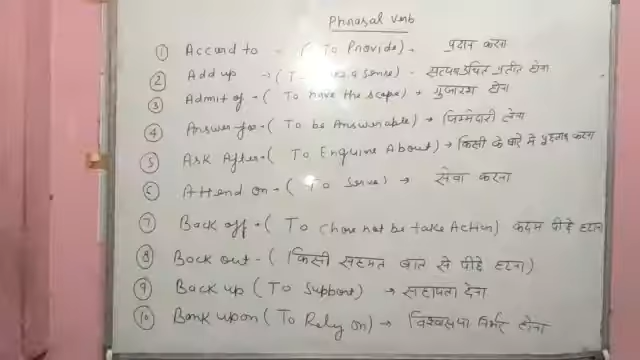 Phrasal verb
① Accord to - ( To Provide) - प्रदान करना
② Add up → ( Sense) - सत्य व उचित प्रतीत होना
③ Admit of - ( To have the scope) → गुंजाइश होना
④ Answer for - ( To be Answerable) → जिम्मेदारी लेना
⑤ Ask After - ( To Enquire About) → किसी के बारे में पूछताछ करना
⑥ Attend on - ( To Serve) → सेवा करना
⑦ Back off - ( To not be take Action) कदम पीछे हटाना
⑧ Back out - ( किसी सहमत बात से पीछे हटना)
⑨ Back up ( To Support) → सहायता देना
⑩ Bank upon ( To Rely on) → निर्भर होना